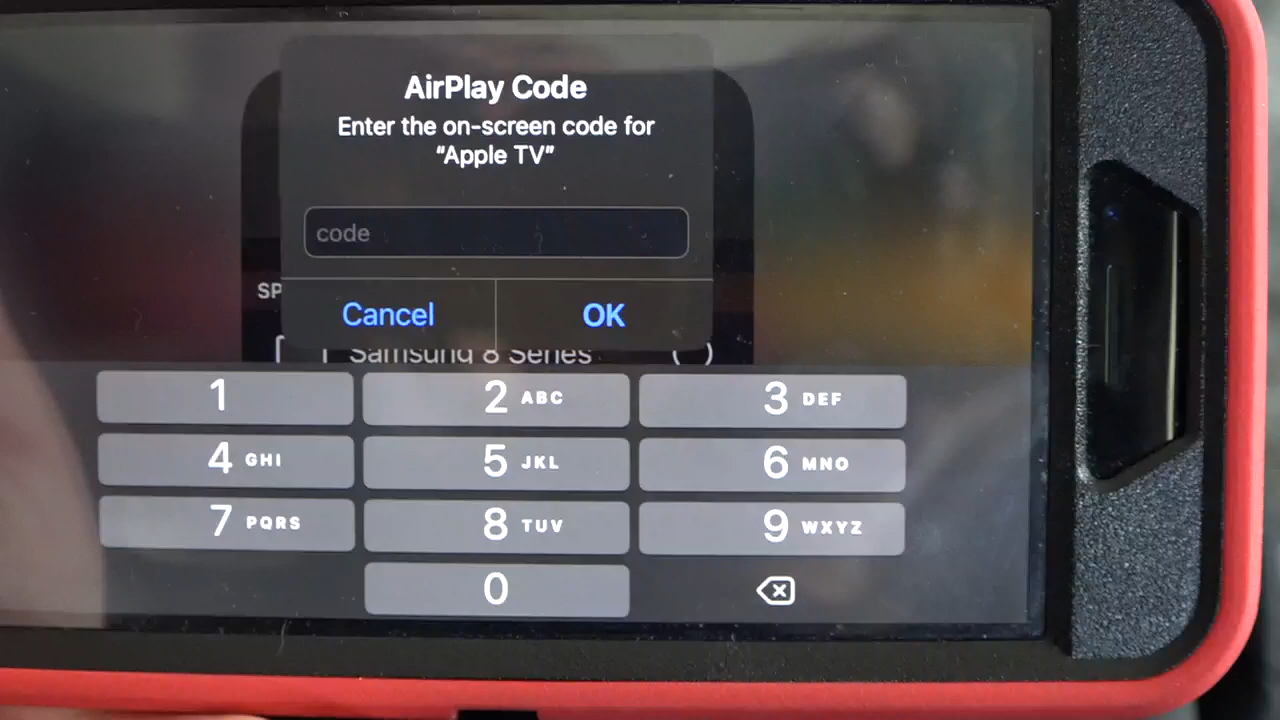 AirPlay Code
Enter the on-screen code for
“Apple TV”
code
SP
Cancel
OK
Samsung 8 Series
1
2 ABC
3 DEF
4 GHI
5 JKL
6 MNO
7 PQRS
8 TUV
9 WXYZ
0